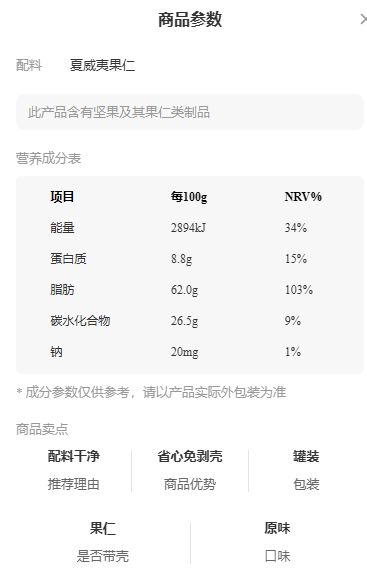 商品参数
配料 夏威夷果仁
此产品含有坚果及其果仁类制品
营养成分表
项目 每100g NRV%
能量 2894kJ 34%
蛋白质 8.8g 15%
脂肪 62.0g 103%
碳水化合物 26.5g 9%
钠 20mg 1%
* 成分参数仅供参考，请以产品实际外包装为准
商品卖点
配料干净 省心免剥壳 罐装
推荐理由 商品优势 包装
果仁 原味
是否带壳 口味